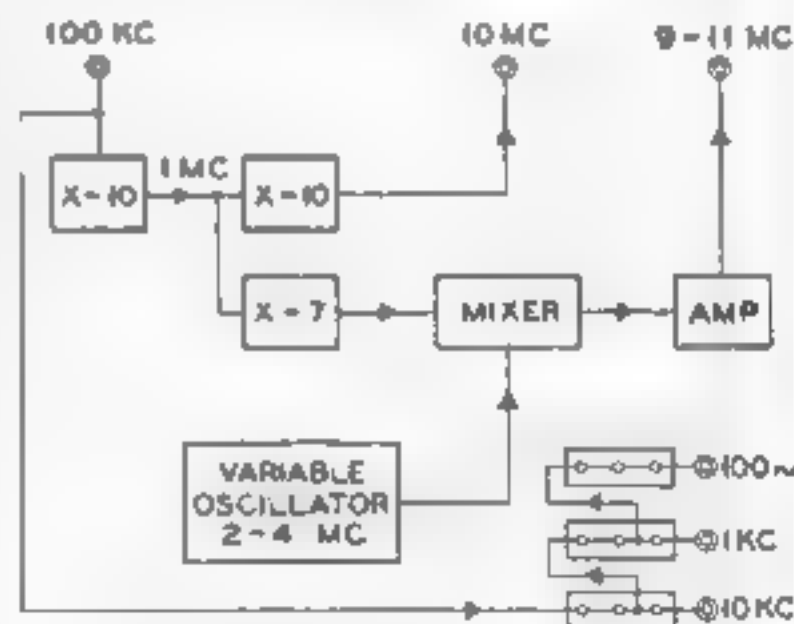 100 KC
10 MC
9-11 MC
1 MC
X-10
X-10
X-7
MIXER
AMP
VARIABLE
OSCILLATOR
2-4 MC
100~
1 KC
10 KC